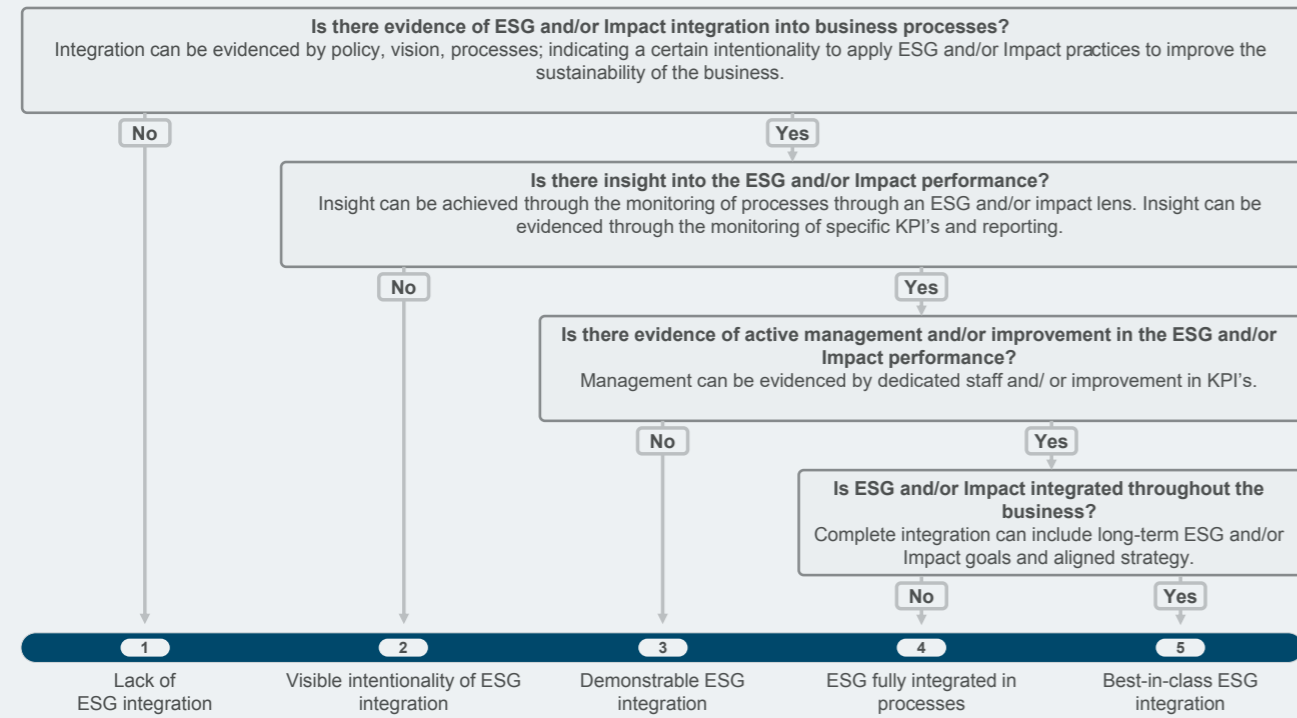 Is there evidence of ESG and/or Impact integration into business processes?
Integration can be evidenced by policy, vision, processes; indicating a certain intentionality to apply ESG and/or Impact practices to improve the
sustainability of the business.
No
Yes
Is there insight into the ESG and/or Impact performance?
Insight can be achieved through the monitoring of processes through an ESG and/or impact lens. Insight can be
evidenced through the monitoring of specific KPI's and reporting.
No
Yes
Is there evidence of active management and/or improvement in the ESG and/or
Impact performance?
Management can be evidenced by dedicated staff and/ or improvement in KPI's.
No
Yes
Is ESG and/or Impact integrated throughout the
business?
Complete integration can include long-term ESG and/or
Impact goals and aligned strategy.
No
Yes
1
2
3
4
5
Lack of
ESG integration
Visible intentionality of ESG
integration
Demonstrable ESG
integration
ESG fully integrated in
processes
Best-in-class ESG
integration